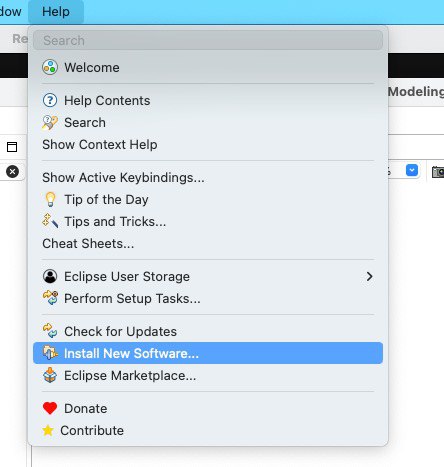 dow Help
Re
Search
Welcome
Modeling
Help Contents
Search
Show Context Help
Show Active Keybindings...
%
Tip of the Day
Tips and Tricks...
Cheat Sheets...
Eclipse User Storage
Perform Setup Tasks...
Check for Updates
Install New Software...
Eclipse Marketplace...
Donate
Contribute